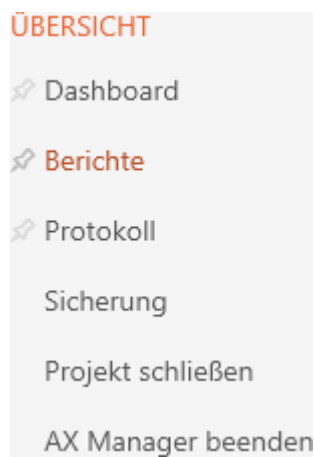 ÜBERSICHT
Dashboard
Berichte
Protokoll
Sicherung
Projekt schließen
AX Manager beenden